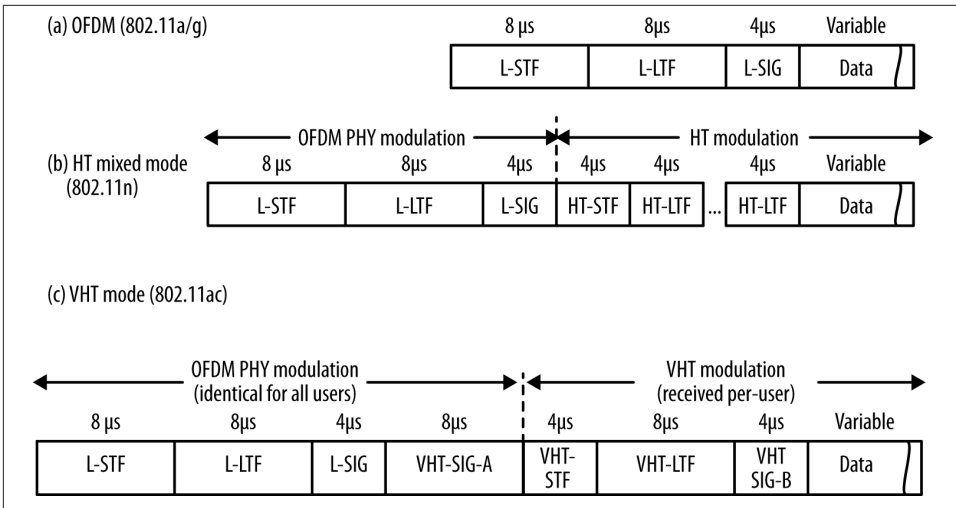 (a) OFDM (802.11a/g)
8 µs 8µs 4µs Variable
L-STF L-LTF L-SIG Data
OFDM PHY modulation HT modulation
(b) HT mixed mode
(802.11n)
8 µs 8µs 4µs 4µs 4µs 4µs Variable
L-STF L-LTF L-SIG HT-STF HT-LTF ... HT-LTF Data
(c) VHT mode (802.11ac)
OFDM PHY modulation
(identical for all users)
VHT modulation
(received per-user)
8 µs 8µs 4µs 8µs 4µs 8µs 4µs Variable
L-STF L-LTF L-SIG VHT-SIG-A VHT-
STF VHT-LTF VHT
SIG-B Data